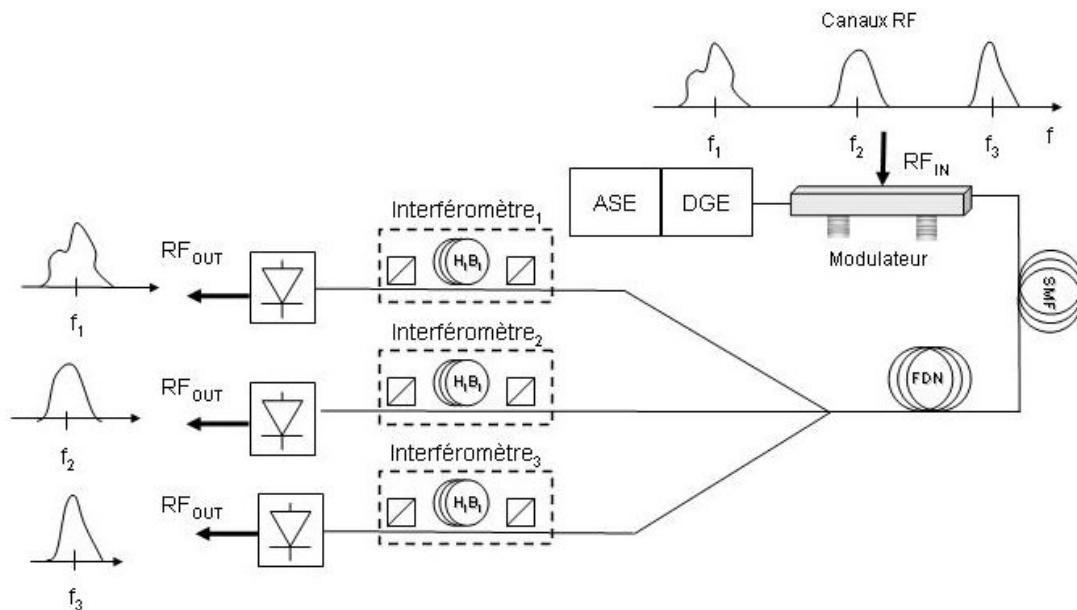 Canaux RF
f1 f2 f3 f
RFIN
ASE DGE
Modulateur
SMF
FDN
Interféromètre1
HiBi
RFOUT
f1
Interféromètre2
HiBi
RFOUT
f2
Interféromètre3
HiBi
RFOUT
f3